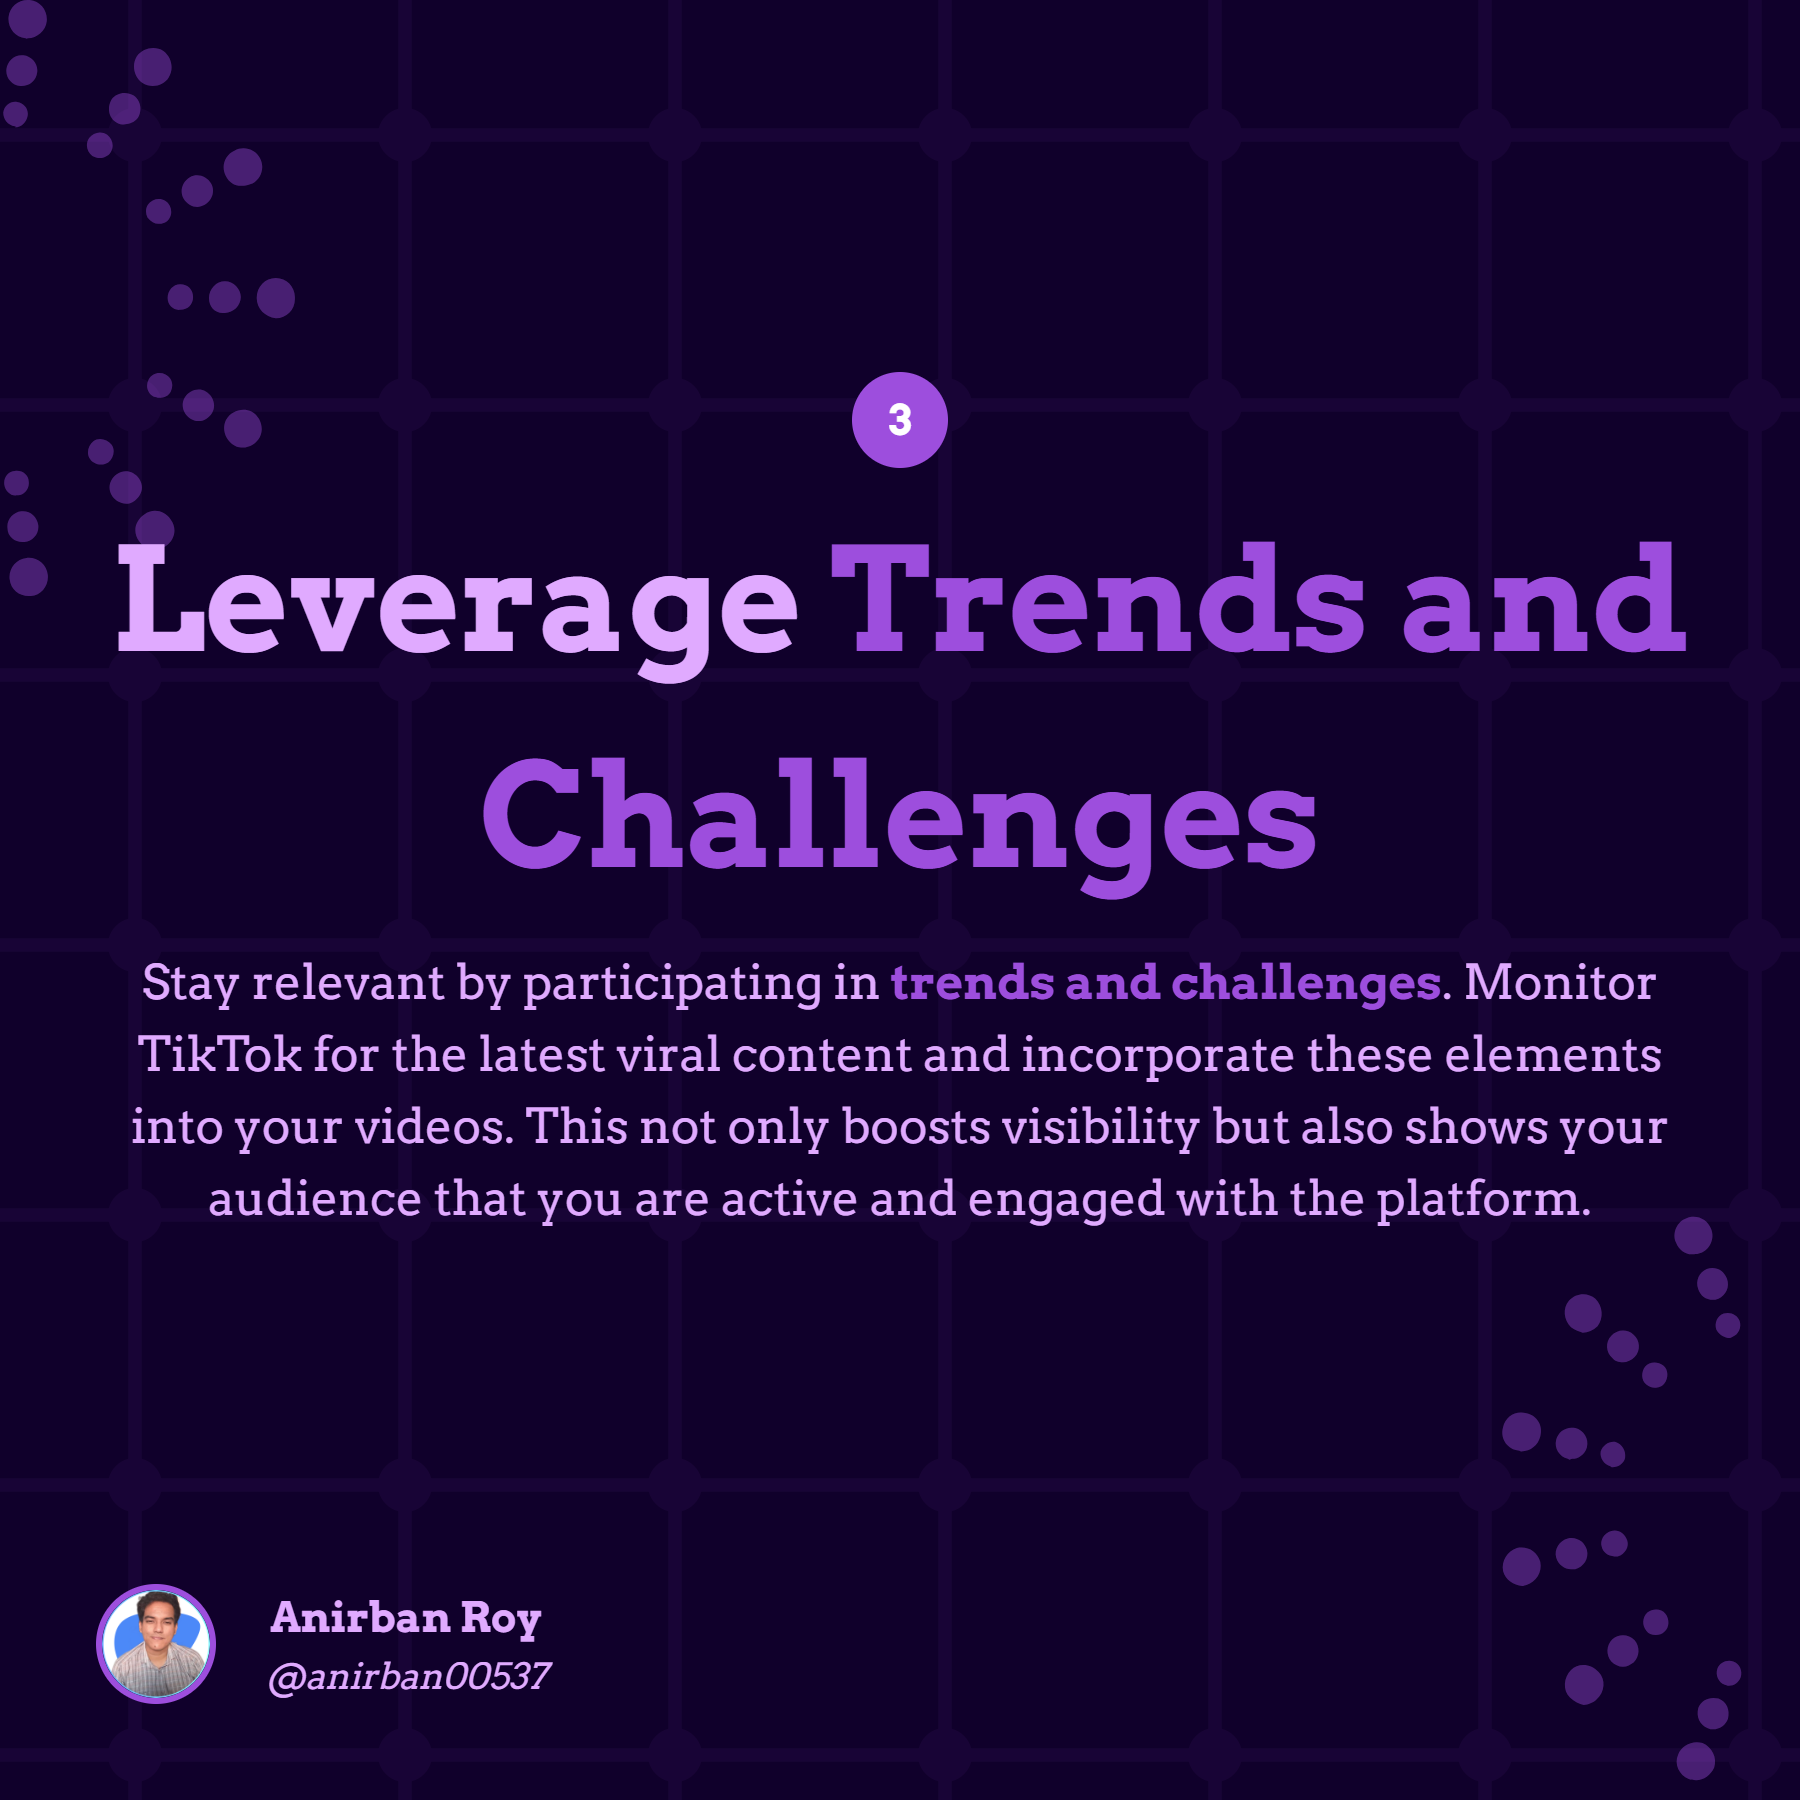 3
Leverage Trends and
Challenges
Stay relevant by participating in trends and challenges. Monitor
TikTok for the latest viral content and incorporate these elements
into your videos. This not only boosts visibility but also shows your
audience that you are active and engaged with the platform.
Anirban Roy
@anirban00537